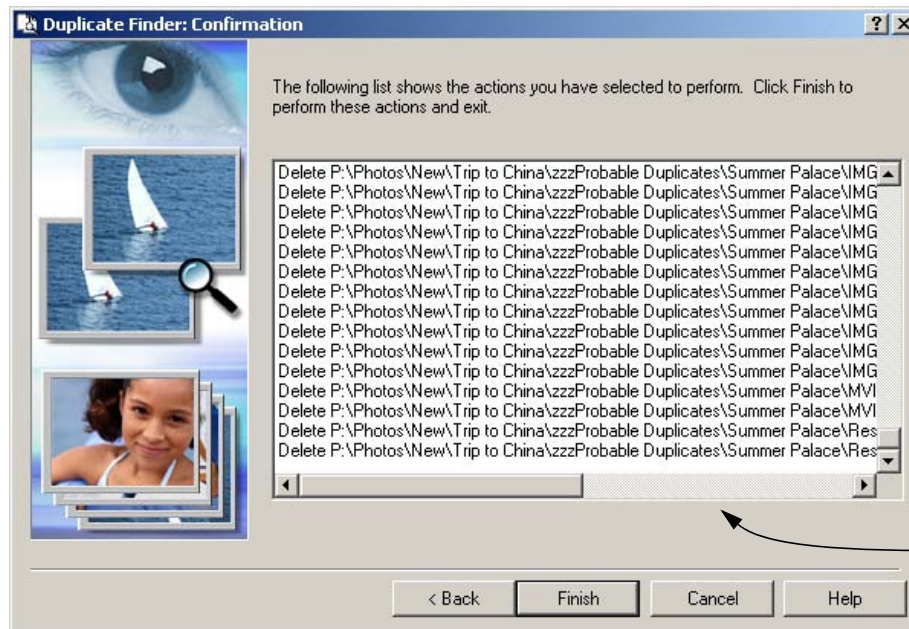 Duplicate Finder: Confirmation
The following list shows the actions you have selected to perform. Click Finish to
perform these actions and exit.
Delete P:\Photos\New\Trip to China\zzzProbable Duplicates\Summer Palace\IMG
Delete P:\Photos\New\Trip to China\zzzProbable Duplicates\Summer Palace\IMG
Delete P:\Photos\New\Trip to China\zzzProbable Duplicates\Summer Palace\IMG
Delete P:\Photos\New\Trip to China\zzzProbable Duplicates\Summer Palace\IMG
Delete P:\Photos\New\Trip to China\zzzProbable Duplicates\Summer Palace\IMG
Delete P:\Photos\New\Trip to China\zzzProbable Duplicates\Summer Palace\IMG
Delete P:\Photos\New\Trip to China\zzzProbable Duplicates\Summer Palace\IMG
Delete P:\Photos\New\Trip to China\zzzProbable Duplicates\Summer Palace\IMG
Delete P:\Photos\New\Trip to China\zzzProbable Duplicates\Summer Palace\IMG
Delete P:\Photos\New\Trip to China\zzzProbable Duplicates\Summer Palace\IMG
Delete P:\Photos\New\Trip to China\zzzProbable Duplicates\Summer Palace\IMG
Delete P:\Photos\New\Trip to China\zzzProbable Duplicates\Summer Palace\MVI
Delete P:\Photos\New\Trip to China\zzzProbable Duplicates\Summer Palace\MVI
Delete P:\Photos\New\Trip to China\zzzProbable Duplicates\Summer Palace\Res
Delete P:\Photos\New\Trip to China\zzzProbable Duplicates\Summer Palace\Res
< Back Finish Cancel Help